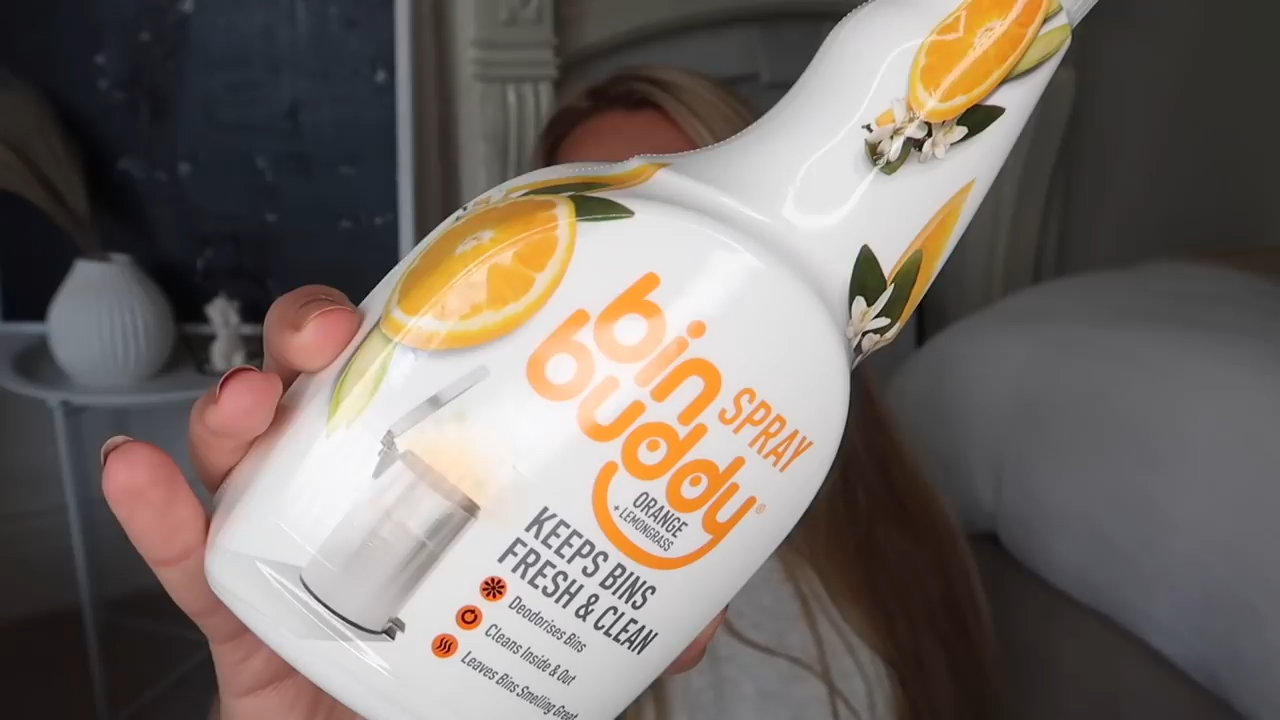 bin
buddy®
SPRAY
ORANGE
+ LEMONGRASS
KEEPS BINS
FRESH & CLEAN
Deodorises Bins
Cleans Inside & Out
Leaves Bins Smelling Great